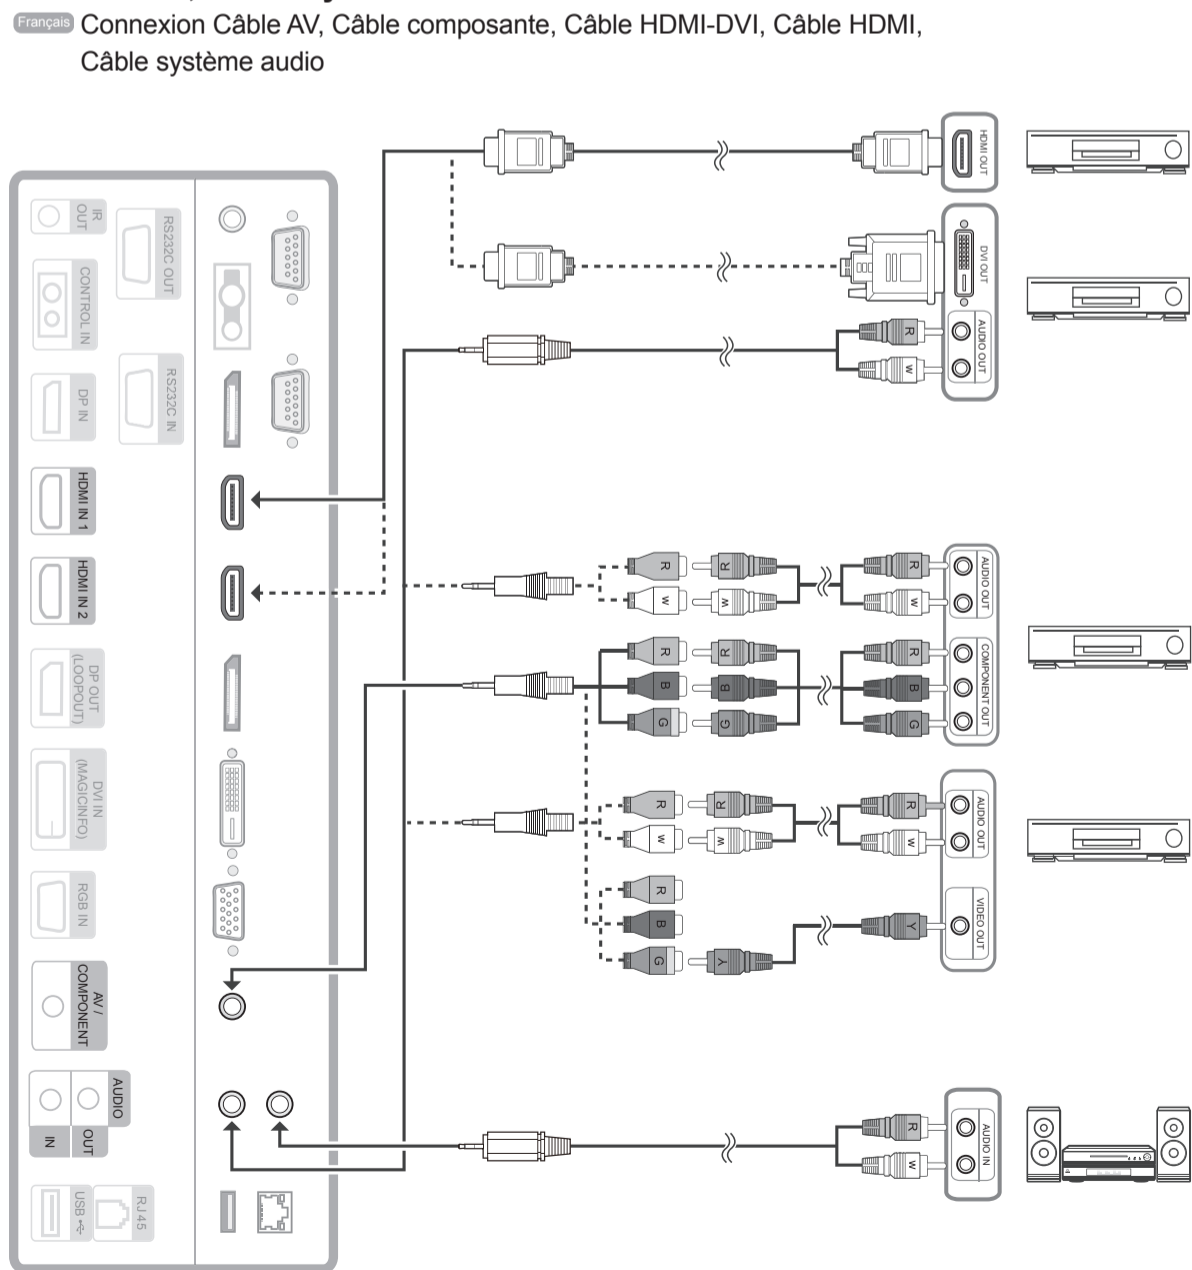 Français Connexion Câble AV, Câble composante, Câble HDMI-DVI, Câble HDMI,
Câble système audio
HDMI OUT
DVI OUT
AUDIO OUT
R
W
IR
OUT
RS232C OUT
CONTROL IN
DP IN
RS232C IN
HDMI IN 1
HDMI IN 2
DP OUT
(LOOPOUT)
DVI IN
(MAGICINFO)
RGB IN
AV /
COMPONENT
AUDIO
IN
OUT
USB
RJ45
R
R
R
W
W
W
AUDIO OUT
R
R
R
B
B
B
G
G
G
COMPONENT OUT
R
R
R
W
W
W
AUDIO OUT
R
B
G
Y
Y
VIDEO OUT
R
W
AUDIO IN